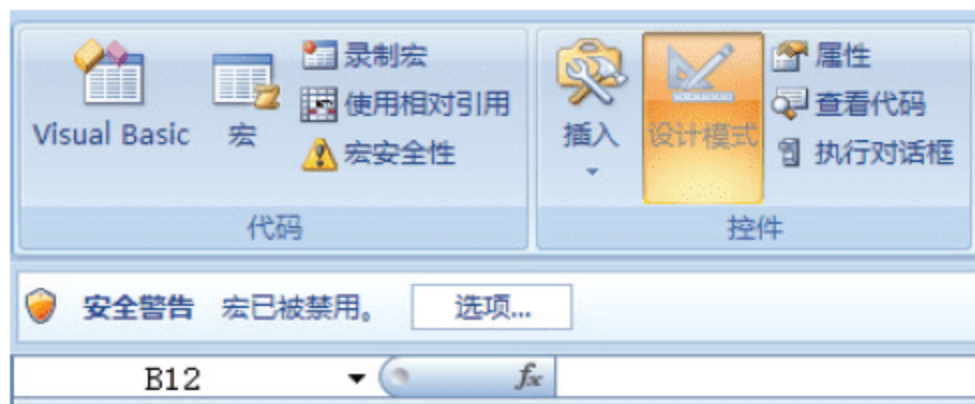 录制宏 属性
使用相对引用 查看代码
Visual Basic 宏 宏安全性 插入 设计模式 执行对话框
代码 控件
安全警告 宏已被禁用。 选项...
B12 fx